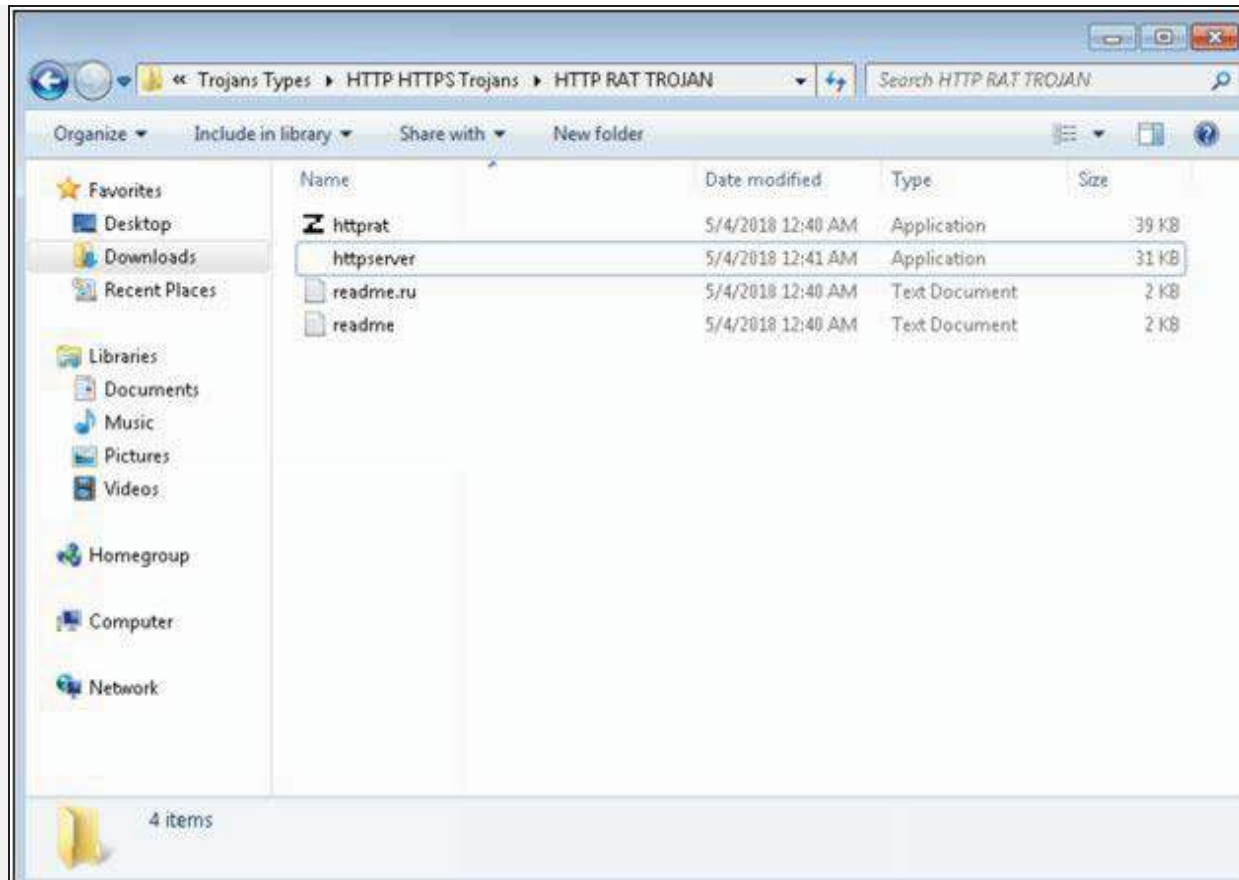 « Trojans Types ▸ HTTP HTTPS Trojans ▸ HTTP RAT TROJAN Search HTTP RAT TROJAN
Organize Include in library Share with New folder
Name Date modified Type Size
Favorites
Desktop
Downloads
Recent Places
Libraries
Documents
Music
Pictures
Videos
Homegroup
Computer
Network
httprat 5/4/2018 12:40 AM Application 39 KB
httpserver 5/4/2018 12:41 AM Application 31 KB
readme.ru 5/4/2018 12:40 AM Text Document 2 KB
readme 5/4/2018 12:40 AM Text Document 2 KB
4 items